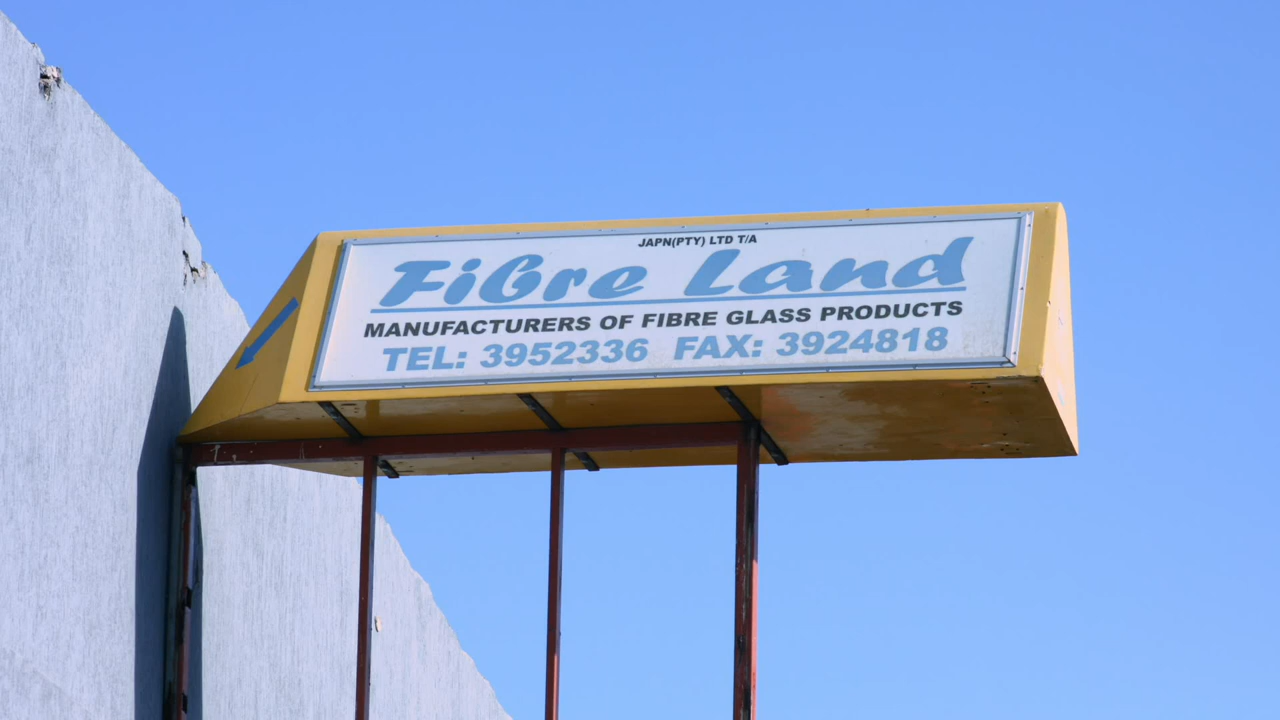 JAPN(PTY) LTD T/A
Fibre Land
MANUFACTURERS OF FIBRE GLASS PRODUCTS
TEL: 3952336 FAX: 3924818